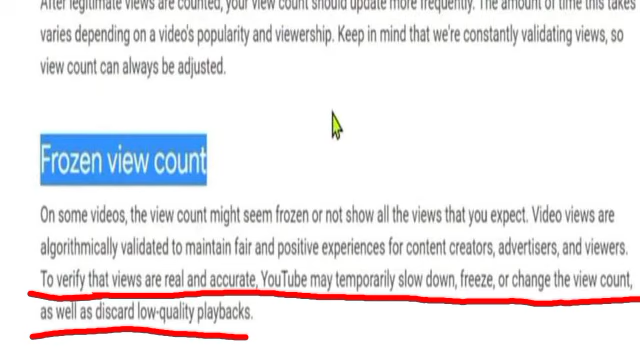 After legitimate views are counted, your view count should update more frequently. The amount of time this takes
varies depending on a video's popularity and viewership. Keep in mind that we're constantly validating views, so
view count can always be adjusted.
Frozen view count
On some videos, the view count might seem frozen or not show all the views that you expect. Video views are
algorithmically validated to maintain fair and positive experiences for content creators, advertisers, and viewers.
To verify that views are real and accurate, YouTube may temporarily slow down, freeze, or change the view count,
as well as discard low-quality playbacks.